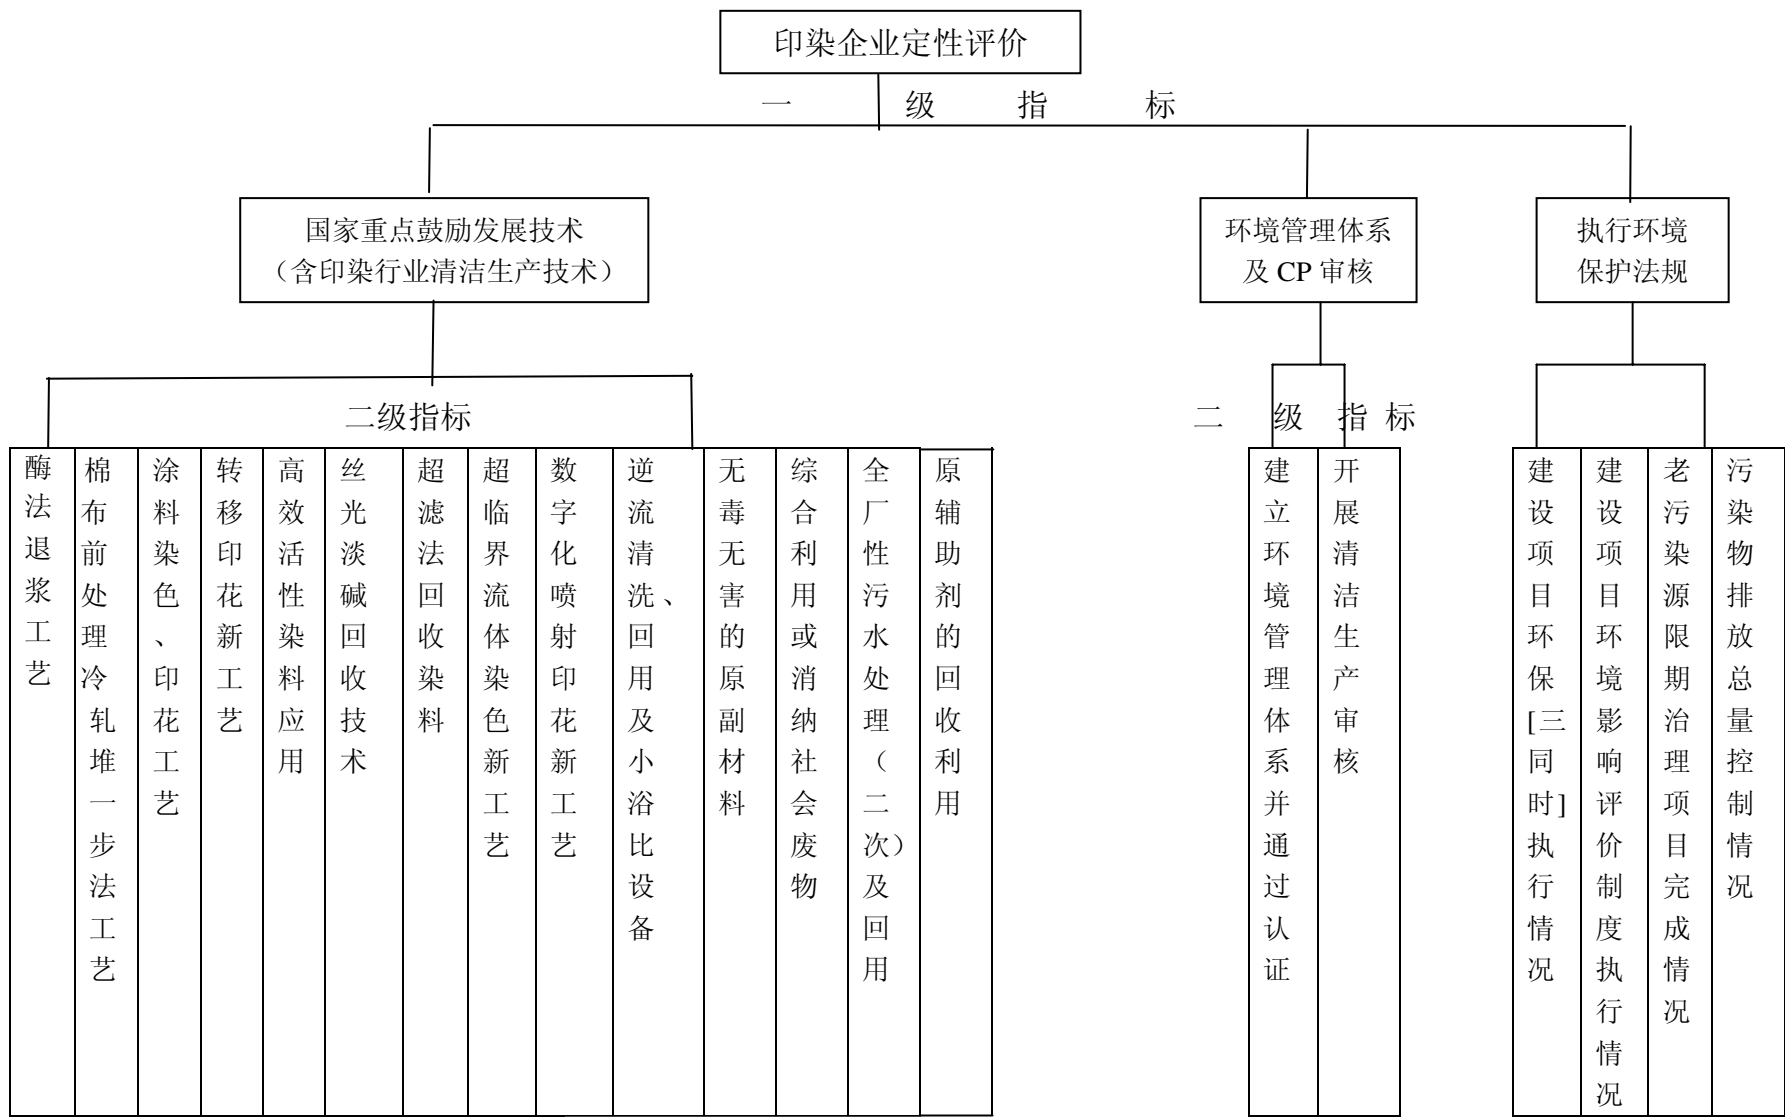 印染企业定性评价
一 级 指 标
国家重点鼓励发展技术
（含印染行业清洁生产技术）
环境管理体系
及 CP 审核
执行环境
保护法规
二级指标
二 级 指 标
酶法退浆工艺
棉布前处理冷轧堆一步法工艺
涂料染色、印花工艺
转移印花新工艺
高效活性染料应用
丝光淡碱回收技术
超滤法回收染料
超临界流体染色新工艺
数字化喷射印花新工艺
逆流清洗、回用及小浴比设备
无毒无害的原副材料
综合利用或消纳社会废物
全厂性污水处理（二次）及回用
原辅助剂的回收利用
建立环境管理体系并通过认证
开展清洁生产审核
建设项目环保[三同时]执行情况
建设项目环境影响评价制度执行情况
老污染源限期治理项目完成情况
污染物排放总量控制情况